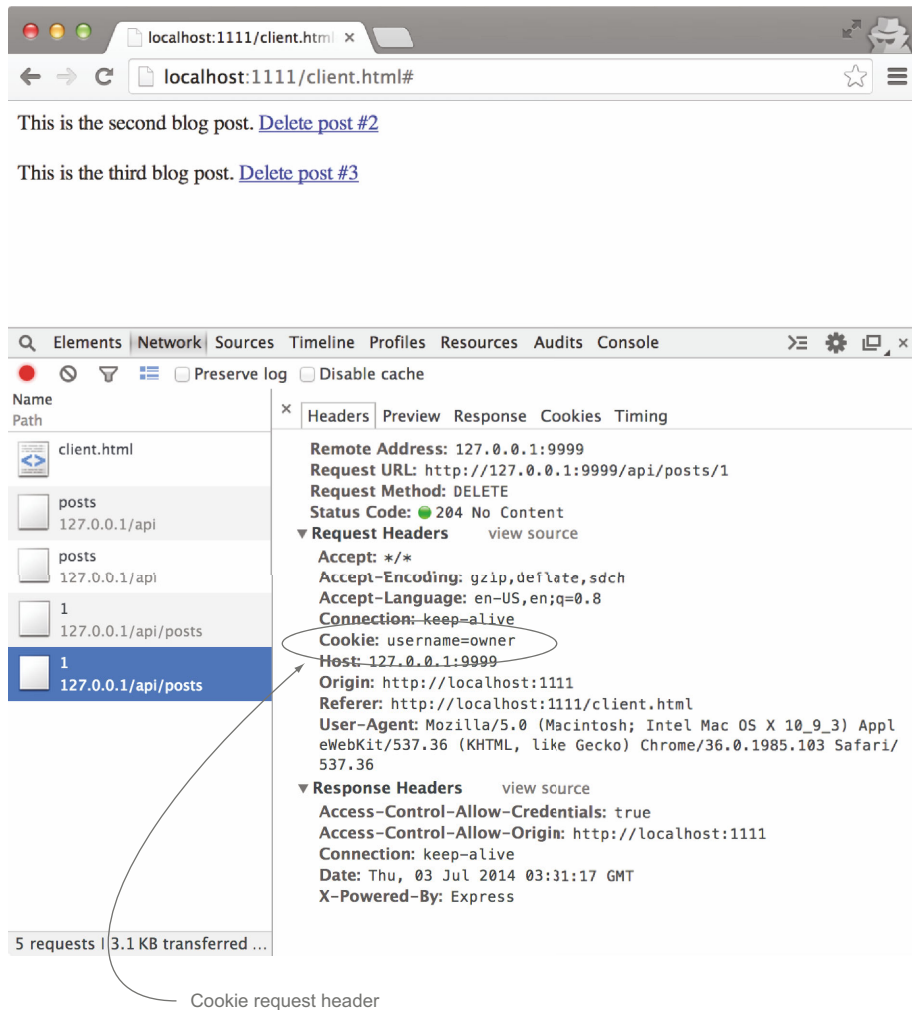 localhost:1111/client.html ×
localhost:1111/client.html#
This is the second blog post. Delete post #2
This is the third blog post. Delete post #3
Elements Network Sources Timeline Profiles Resources Audits Console
Preserve log Disable cache
Name
Path
× Headers Preview Response Cookies Timing
client.html
posts
127.0.0.1/api
posts
127.0.0.1/api
1
127.0.0.1/api/posts
1
127.0.0.1/api/posts
Remote Address: 127.0.0.1:9999
Request URL: http://127.0.0.1:9999/api/posts/1
Request Method: DELETE
Status Code: 204 No Content
Request Headers view source
Accept: */*
Accept-Encoding: gzip,deflate,sdch
Accept-Language: en-US,en;q=0.8
Connection: keep-alive
Cookie: username=owner
Host: 127.0.0.1:9999
Origin: http://localhost:1111
Referer: http://localhost:1111/client.html
User-Agent: Mozilla/5.0 (Macintosh; Intel Mac OS X 10_9_3) Appl
eWebKit/537.36 (KHTML, like Gecko) Chrome/36.0.1985.103 Safari/
537.36
Response Headers view source
Access-Control-Allow-Credentials: true
Access-Control-Allow-Origin: http://localhost:1111
Connection: keep-alive
Date: Thu, 03 Jul 2014 03:31:17 GMT
X-Powered-By: Express
5 requests | 3.1 KB transferred ...
Cookie request header